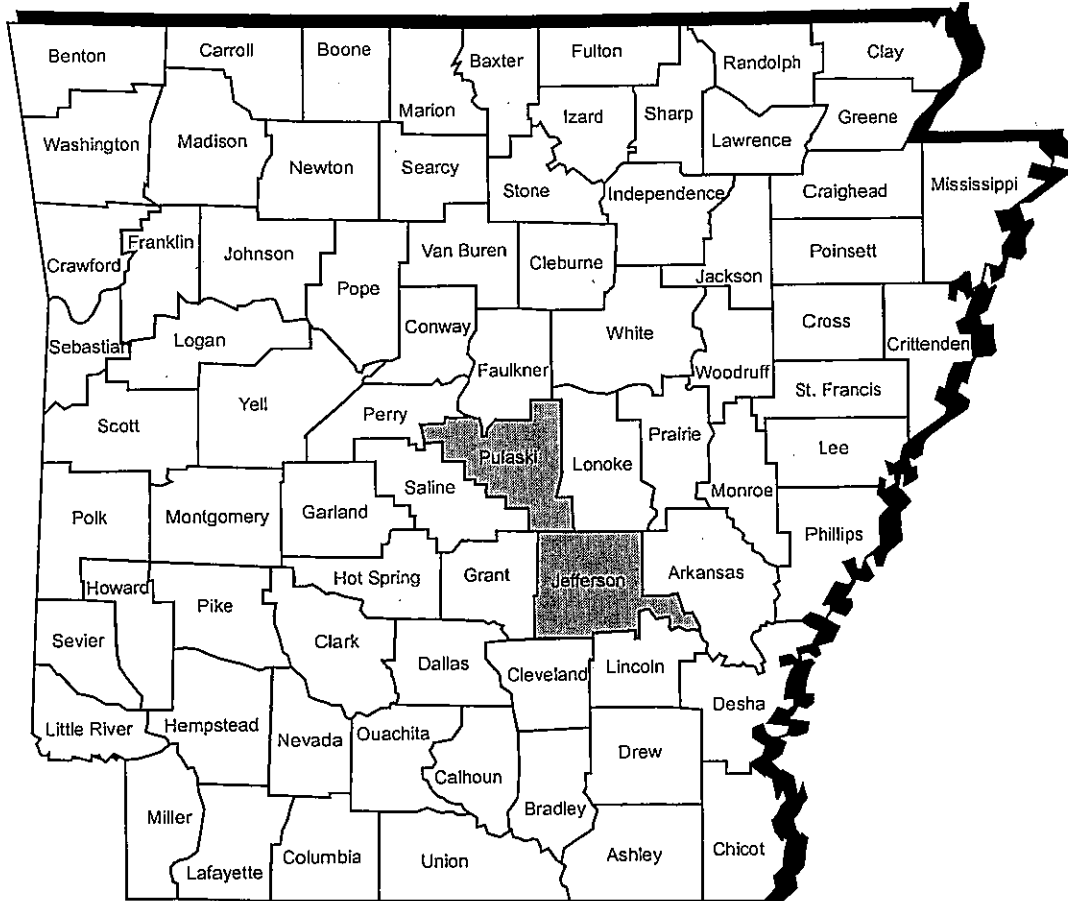 Benton
Carroll
Boone
Baxter
Fulton
Randolph
Clay
Marion
Izard
Sharp
Greene
Washington
Madison
Lawrence
Newton
Searcy
Stone
Independence
Craighead
Mississippi
Franklin
Johnson
Van Buren
Cleburne
Poinsett
Crawford
Pope
Jackson
Conway
White
Cross
Sebastian
Logan
Crittenden
Faulkner
Woodruff
St. Francis
Yell
Perry
Scott
Prairie
Lee
Pulaski
Lonoke
Saline
Monroe
Polk
Montgomery
Garland
Phillips
Hot Spring
Grant
Jefferson
Arkansas
Howard
Pike
Sevier
Clark
Dallas
Cleveland
Lincoln
Desha
Little River
Hempstead
Nevada
Ouachita
Drew
Calhoun
Bradley
Miller
Lafayette
Columbia
Union
Ashley
Chicot